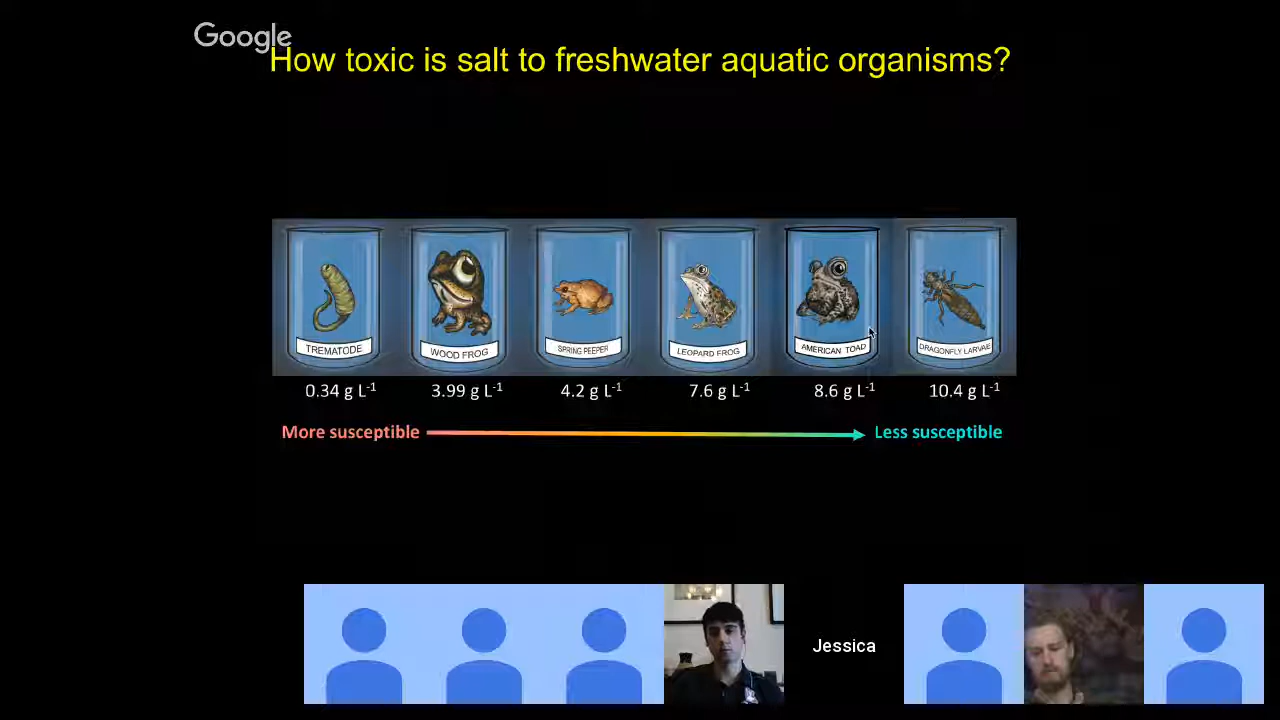 Google
How toxic is salt to freshwater aquatic organisms?
TREMATODE
WOOD FROG
SPRING PEEPER
LEOPARD FROG
AMERICAN TOAD
DRAGONFLY LARVAE
0.34 g L⁻¹
3.99 g L⁻¹
4.2 g L⁻¹
7.6 g L⁻¹
8.6 g L⁻¹
10.4 g L⁻¹
More susceptible
Less susceptible
Jessica